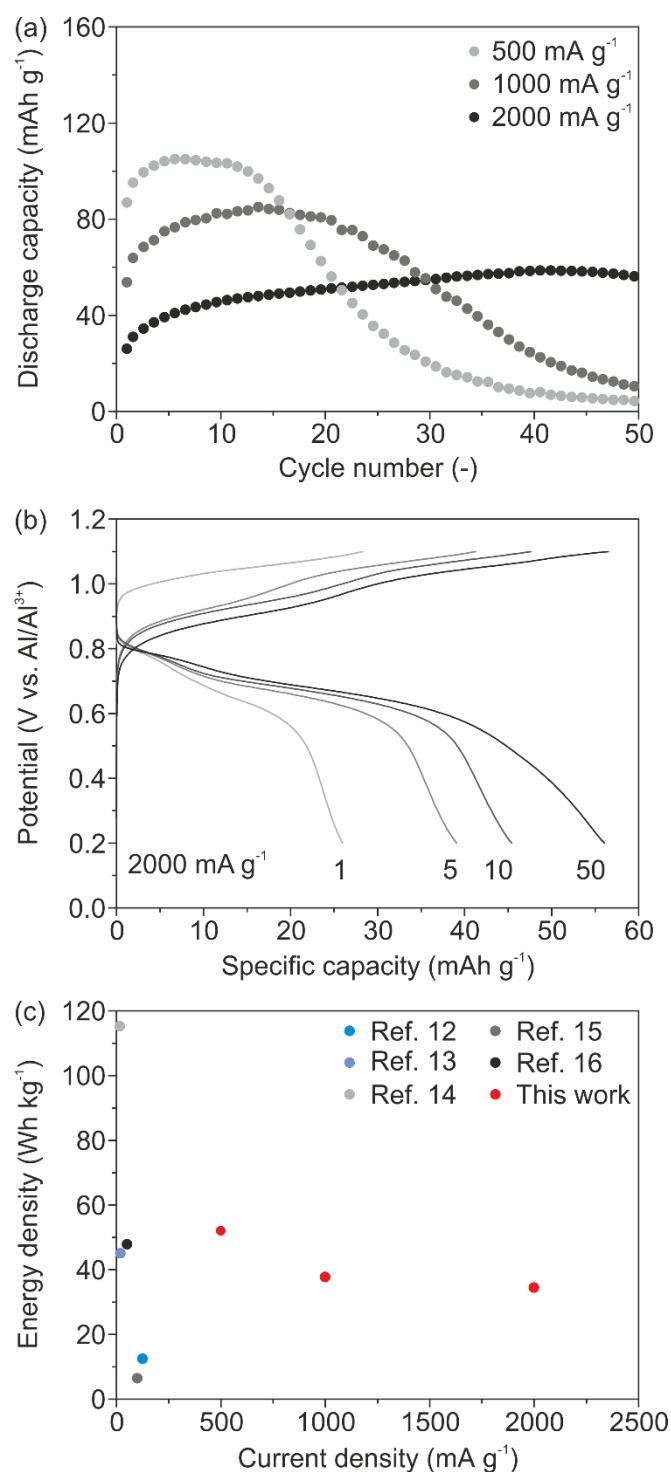 (a)
160
120
80
40
0
Discharge capacity (mAh g⁻¹)
500 mA g⁻¹
1000 mA g⁻¹
2000 mA g⁻¹
0 10 20 30 40 50
Cycle number (-)
(b)
1.2
1.0
0.8
0.6
0.4
0.2
0.0
Potential (V vs. Al/Al³⁺)
2000 mA g⁻¹ 1 5 10 50
0 10 20 30 40 50 60
Specific capacity (mAh g⁻¹)
(c)
120
100
80
60
40
20
0
Energy density (Wh kg⁻¹)
Ref. 12 Ref. 15
Ref. 13 Ref. 16
Ref. 14 This work
0 500 1000 1500 2000 2500
Current density (mA g⁻¹)